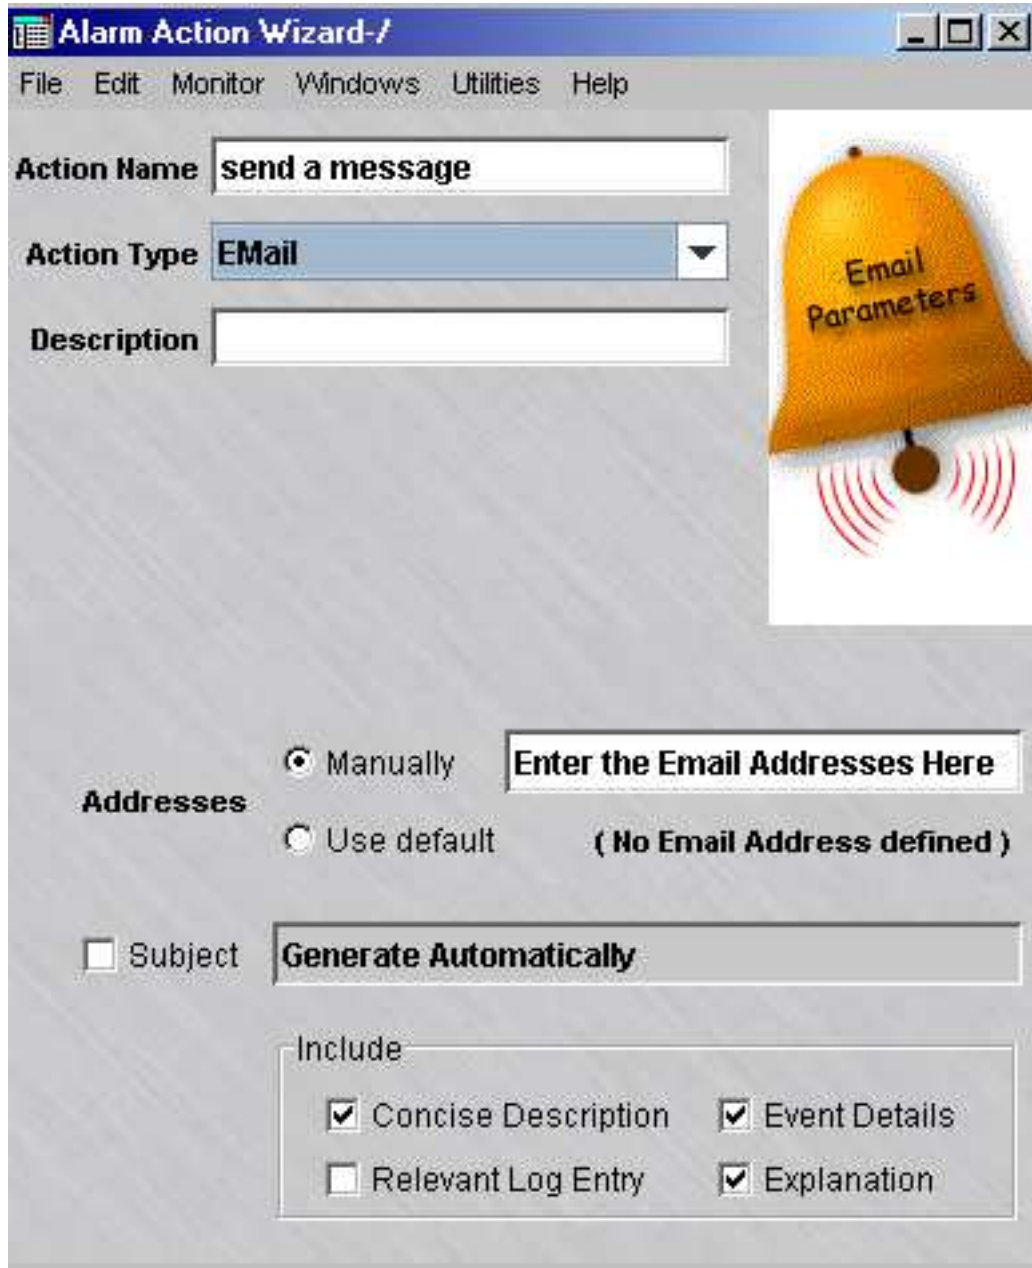 Alarm Action Wizard-/
File Edit Monitor Windows Utilities Help
Action Name send a message
Action Type EMail
Description
Email
Parameters
Addresses
Manually Enter the Email Addresses Here
Use default ( No Email Address defined )
Subject Generate Automatically
Include
Concise Description Event Details
Relevant Log Entry Explanation